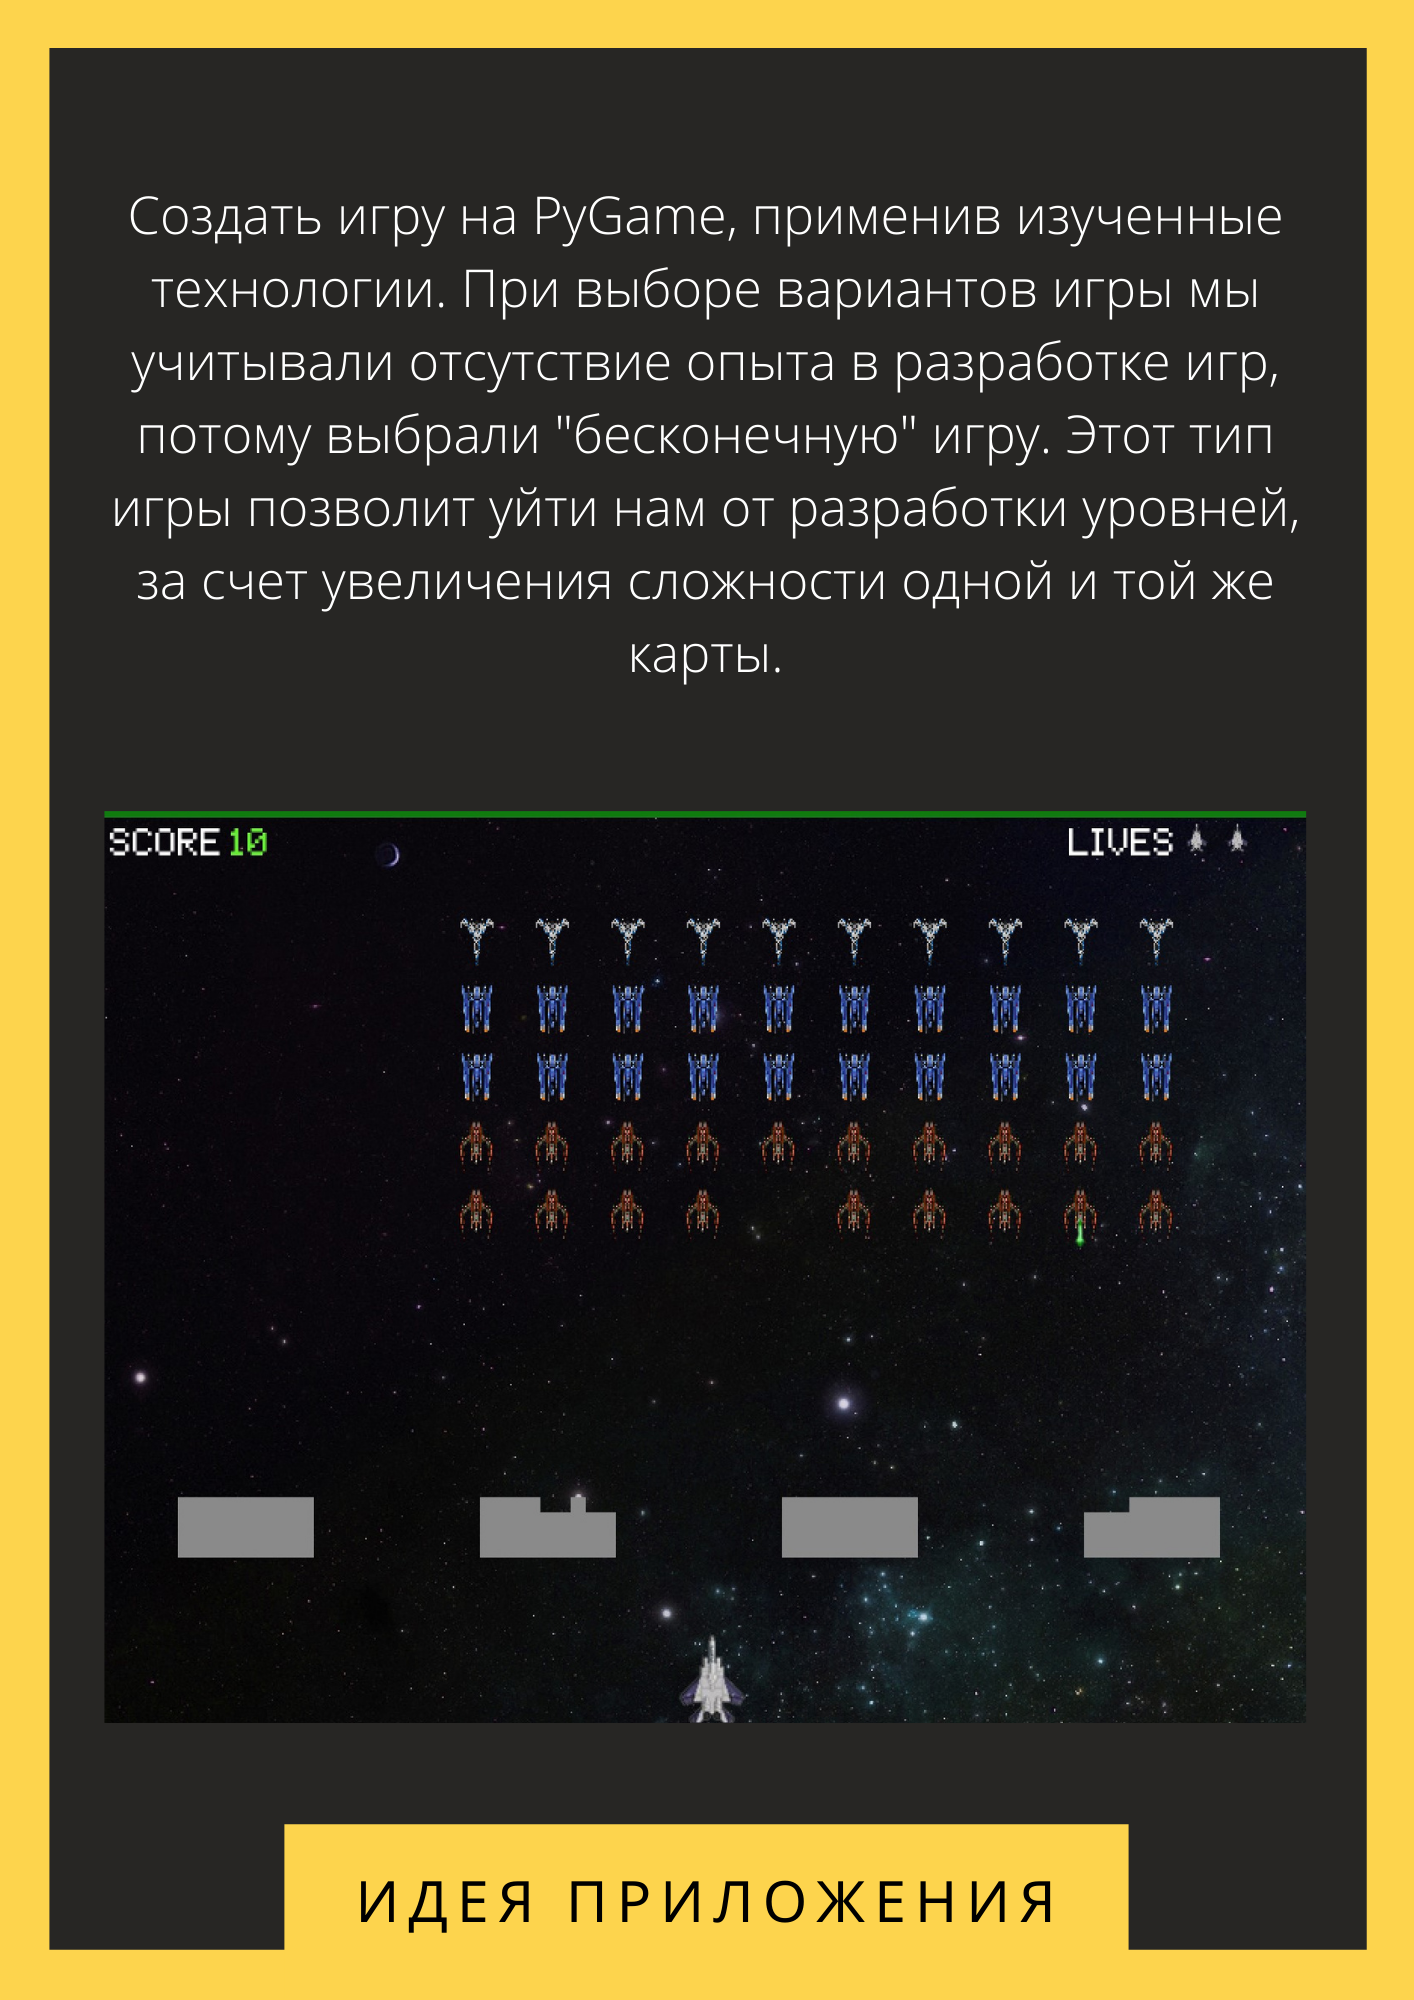 Создать игру на PyGame, применив изученные
технологии. При выборе вариантов игры мы
учитывали отсутствие опыта в разработке игр,
потому выбрали "бесконечную" игру. Этот тип
игры позволит уйти нам от разработки уровней,
за счет увеличения сложности одной и той же
карты.
SCORE 10 LIVES
ИДЕЯ ПРИЛОЖЕНИЯ